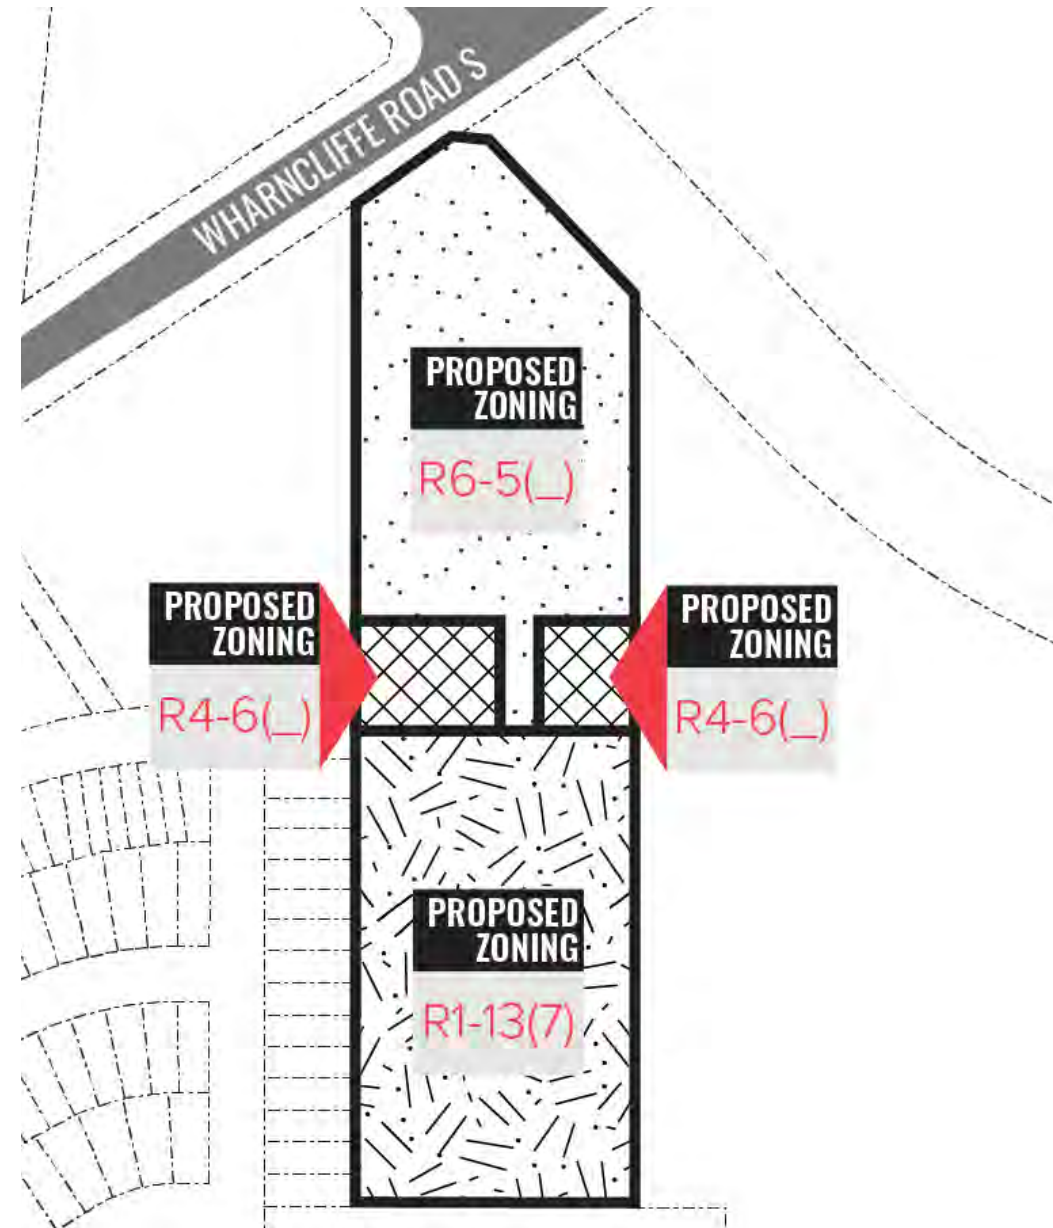 WHARNCLIFFE ROAD S
PROPOSED
ZONING
R6-5(_)
PROPOSED
ZONING
R4-6(_)
PROPOSED
ZONING
R4-6(_)
PROPOSED
ZONING
R1-13(7)